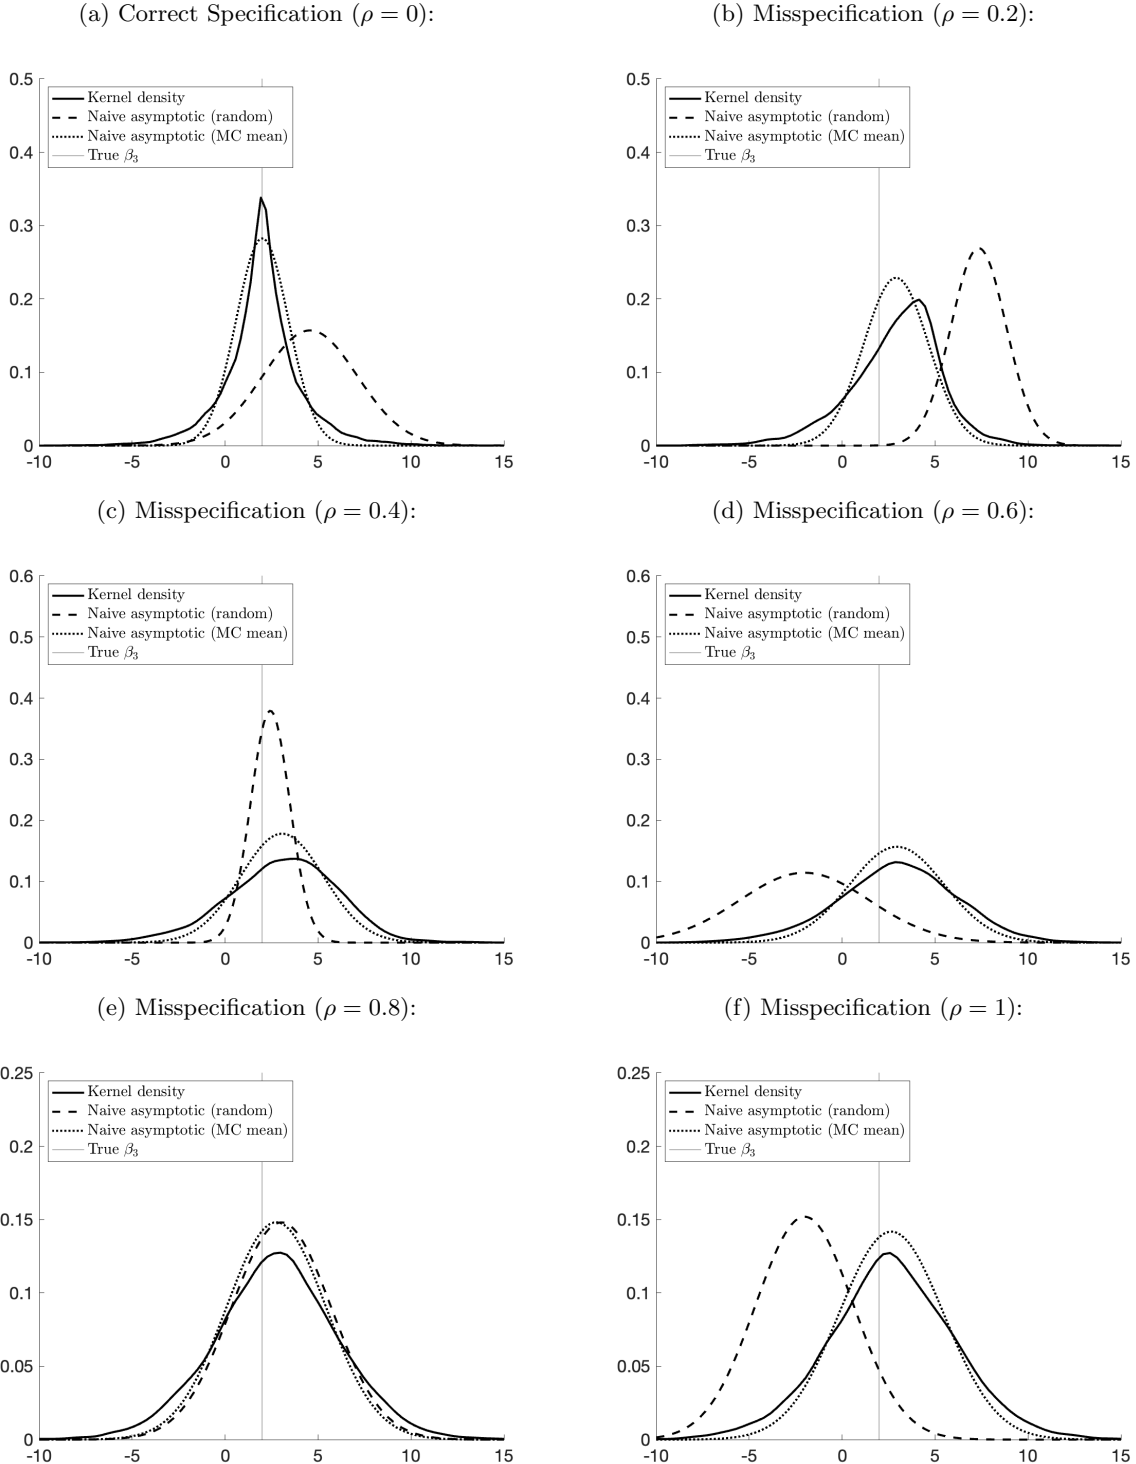 (a) Correct Specification (ρ = 0):
(b) Misspecification (ρ = 0.2):
0.5
0.4
0.3
0.2
0.1
0
-10 -5 0 5 10 15
Kernel density
Naive asymptotic (random)
Naive asymptotic (MC mean)
True β₃
0.5
0.4
0.3
0.2
0.1
0
-10 -5 0 5 10 15
Kernel density
Naive asymptotic (random)
Naive asymptotic (MC mean)
True β₃
(c) Misspecification (ρ = 0.4):
(d) Misspecification (ρ = 0.6):
0.6
0.5
0.4
0.3
0.2
0.1
0
-10 -5 0 5 10 15
Kernel density
Naive asymptotic (random)
Naive asymptotic (MC mean)
True β₃
0.6
0.5
0.4
0.3
0.2
0.1
0
-10 -5 0 5 10 15
Kernel density
Naive asymptotic (random)
Naive asymptotic (MC mean)
True β₃
(e) Misspecification (ρ = 0.8):
(f) Misspecification (ρ = 1):
0.25
0.2
0.15
0.1
0.05
0
-10 -5 0 5 10 15
Kernel density
Naive asymptotic (random)
Naive asymptotic (MC mean)
True β₃
0.25
0.2
0.15
0.1
0.05
0
-10 -5 0 5 10 15
Kernel density
Naive asymptotic (random)
Naive asymptotic (MC mean)
True β₃